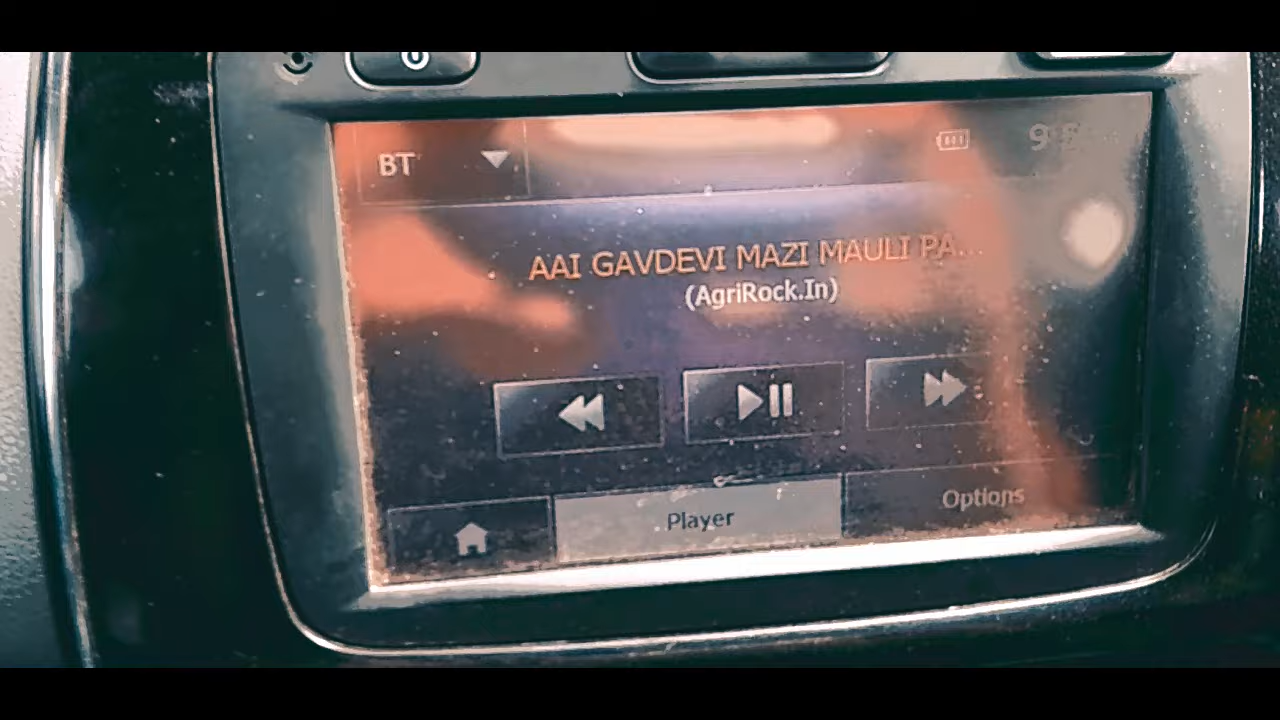 BT
AAI GAVDEVI MAZI MAULI PA...
(AgriRock.In)
Player
Options